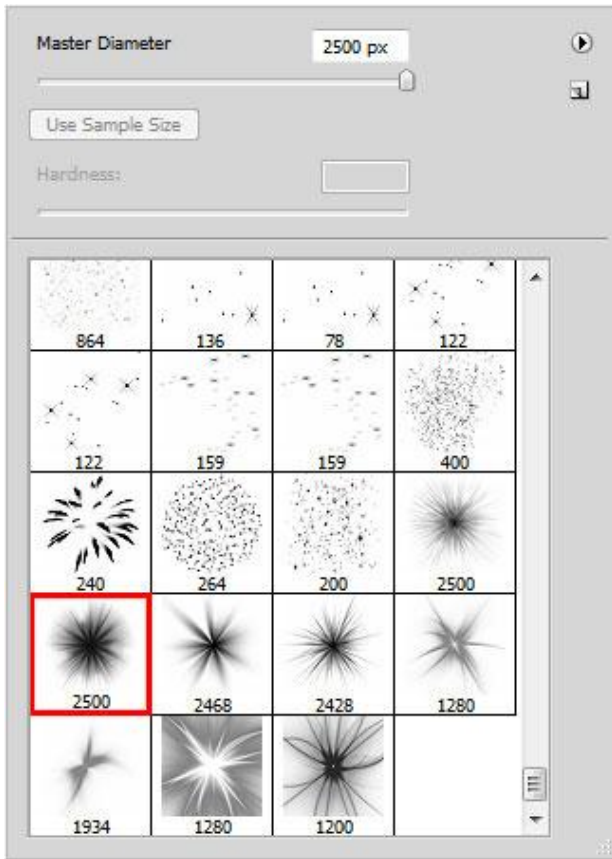 Master Diameter 2500 px
Use Sample Size
Hardness:
864 136 78 122
122 159 159 400
240 264 200 2500
2500 2468 2428 1280
1934 1280 1200